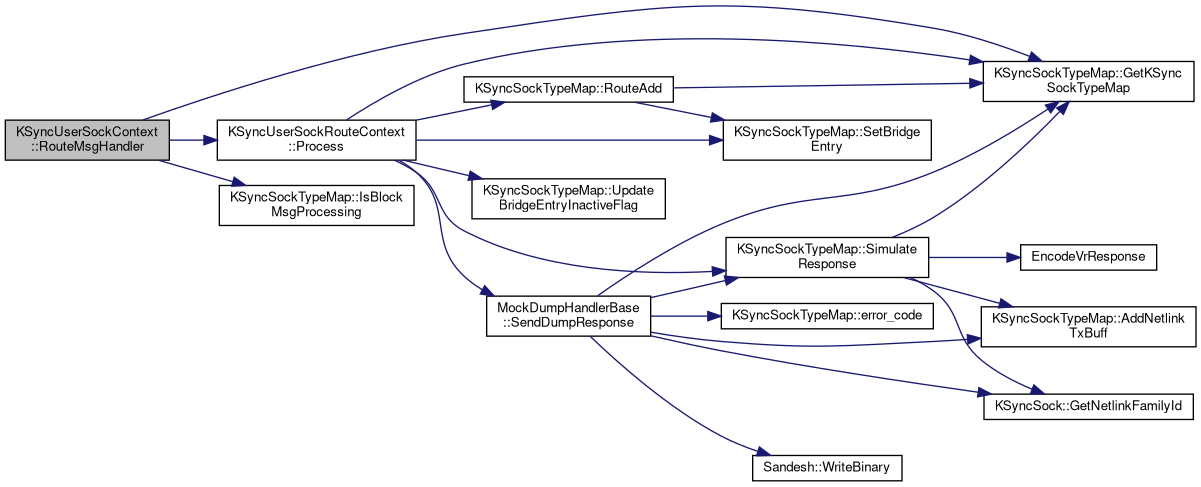 KSyncUserSockContext
::RouteMsgHandler
KSyncUserSockRouteContext
::Process
KSyncSockTypeMap::IsBlock
MsgProcessing
KSyncSockTypeMap::RouteAdd
KSyncSockTypeMap::Update
BridgeEntryInactiveFlag
MockDumpHandlerBase
::SendDumpResponse
KSyncSockTypeMap::SetBridge
Entry
KSyncSockTypeMap::Simulate
Response
KSyncSockTypeMap::error_code
Sandesh::WriteBinary
KSyncSockTypeMap::GetKSync
SockTypeMap
EncodeVrResponse
KSyncSockTypeMap::AddNetlink
TxBuff
KSyncSock::GetNetlinkFamilyId